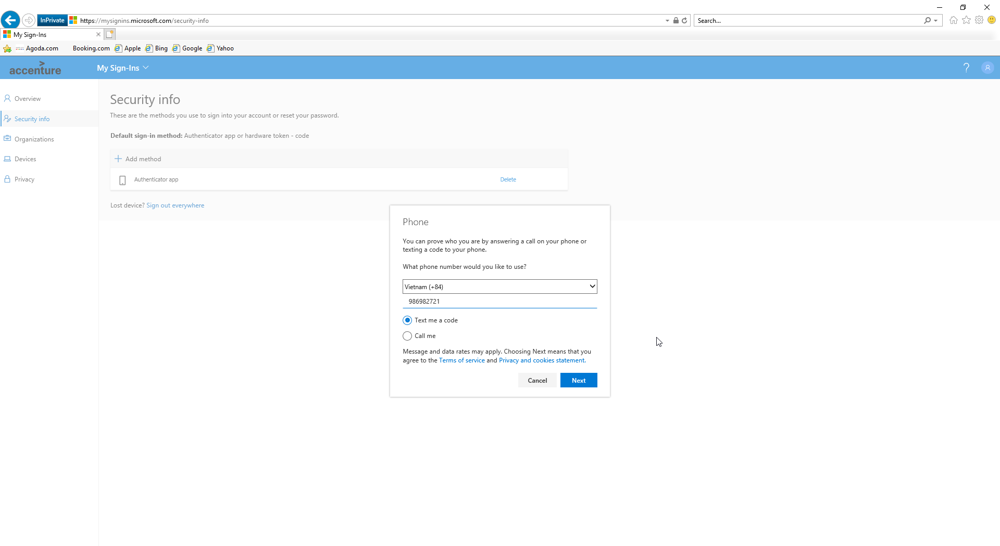 InPrivate
https://mysignins.microsoft.com/security-info
Search...
My Sign-Ins
Agoda.com
Booking.com
Apple
Bing
Google
Yahoo
accenture
My Sign-Ins
?
Overview
Security info
Organizations
Devices
Privacy
Security info
These are the methods you use to sign into your account or reset your password.
Default sign-in method: Authenticator app or hardware token - code
Add method
Authenticator app
Delete
Lost device? Sign out everywhere
Phone
You can prove who you are by answering a call on your phone or
texting a code to your phone.
What phone number would you like to use?
Vietnam (+84)
986982721
Text me a code
Call me
Message and data rates may apply. Choosing Next means that you
agree to the Terms of service and Privacy and cookies statement.
Cancel
Next